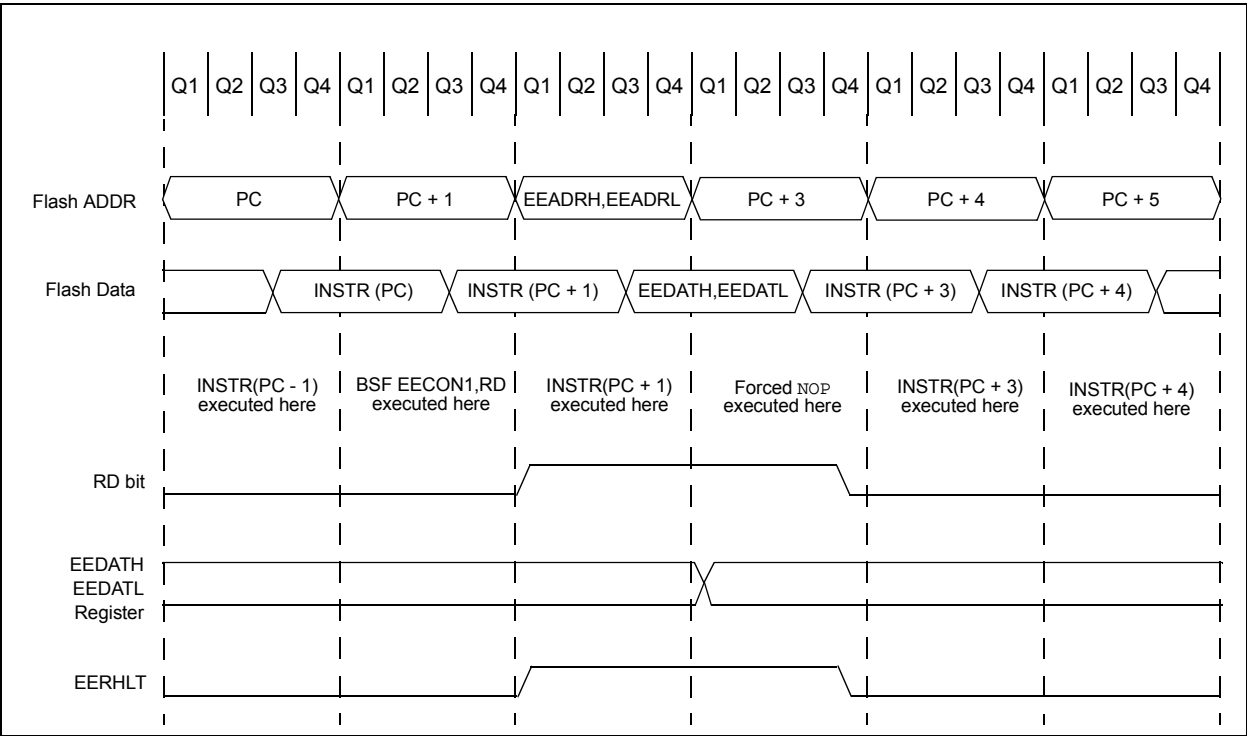 Q1 Q2 Q3 Q4 Q1 Q2 Q3 Q4 Q1 Q2 Q3 Q4 Q1 Q2 Q3 Q4 Q1 Q2 Q3 Q4 Q1 Q2 Q3 Q4
Flash ADDR PC PC + 1 EEADRH,EEADRL PC + 3 PC + 4 PC + 5
Flash Data INSTR (PC) INSTR (PC + 1) EEDATH,EEDATL INSTR (PC + 3) INSTR (PC + 4)
INSTR(PC - 1)
executed here
BSF EECON1,RD
executed here
INSTR(PC + 1)
executed here
Forced NOP
executed here
INSTR(PC + 3)
executed here
INSTR(PC + 4)
executed here
RD bit
EEDATH
EEDATL
Register
EERHLT